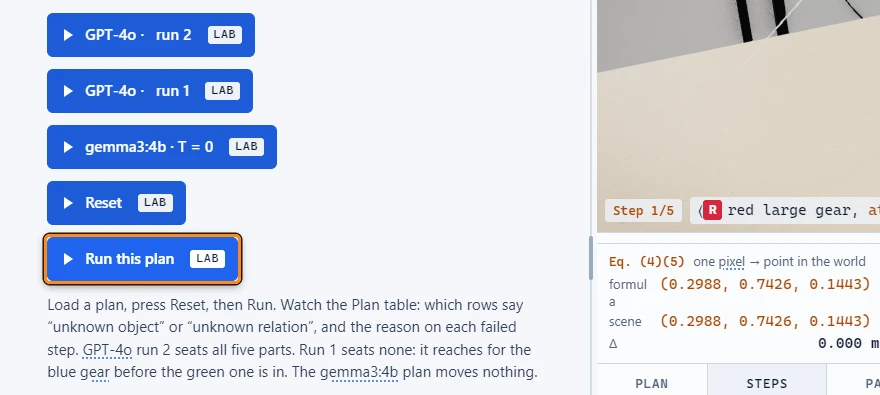 GPT-4o · run 2 LAB
GPT-4o · run 1 LAB
gemma3:4b · T = 0 LAB
Reset LAB
Run this plan LAB
Load a plan, press Reset, then Run. Watch the Plan table: which rows say
“unknown object” or “unknown relation”, and the reason on each failed
step. GPT-4o run 2 seats all five parts. Run 1 seats none: it reaches for the
blue gear before the green one is in. The gemma3:4b plan moves nothing.
Step 1/5 ⟨R red large gear,
Eq. (4)(5) one pixel → point in the world
formul (0.2988, 0.7426, 0.1443)
a
scene (0.2988, 0.7426, 0.1443)
Δ 0.000 m
PLAN STEPS